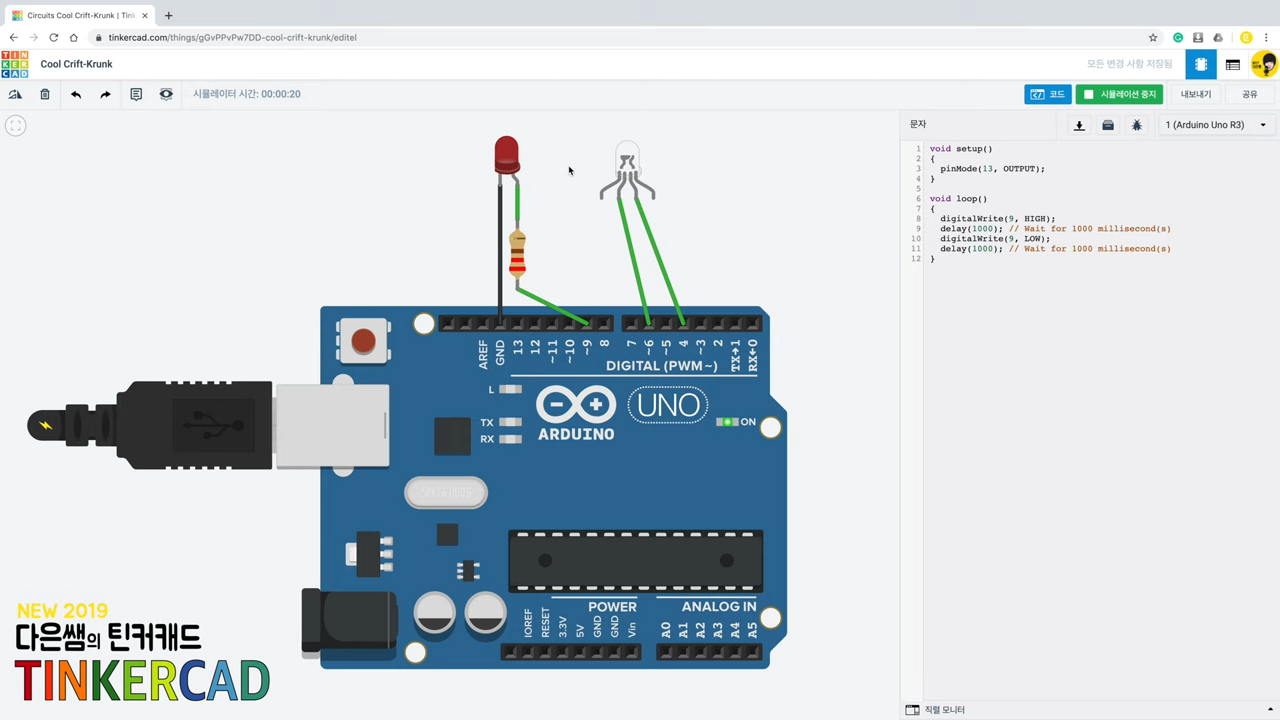 Circuits Cool Crift-Krunk | Tink
tinkercad.com/things/gGvPPvPw7DD-cool-crift-krunk/editel
TIN
KER
CAD
Cool Crift-Krunk
모든 변경 사항 저장됨
시뮬레이터 시간: 00:00:20
코드
시뮬레이션 중지
내보내기
공유
문자
1 (Arduino Uno R3)
1 void setup()
2 {
3 pinMode(13, OUTPUT);
4 }
5
6 void loop()
7 {
8 digitalWrite(9, HIGH);
9 delay(1000); // Wait for 1000 millisecond(s)
10 digitalWrite(9, LOW);
11 delay(1000); // Wait for 1000 millisecond(s)
12 }
AREF GND 13 12 ~11 ~10 ~9 8 7 ~6 ~5 4 ~3 2 TX→1 RX←0
DIGITAL (PWM~)
L
TX
RX
ARDUINO
UNO
ON
POWER
ANALOG IN
IOREF RESET 3.3V 5V GND GND Vin A0 A1 A2 A3 A4 A5
NEW 2019
다은쌤의 틴커캐드
TINKERCAD
직렬 모니터